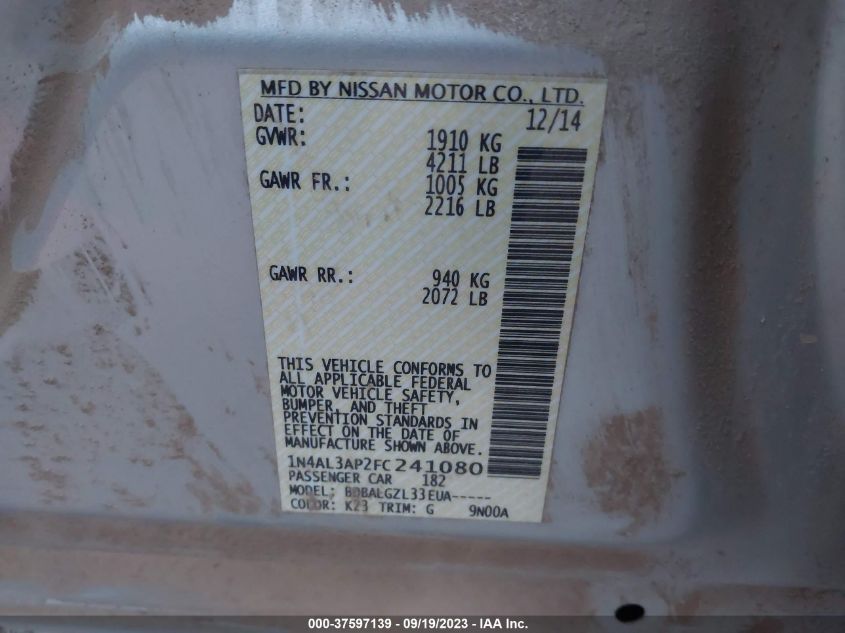 MFD BY NISSAN MOTOR CO., LTD.
DATE: 12/14
GVWR: 1910 KG
4211 LB
GAWR FR.: 1005 KG
2216 LB
GAWR RR.: 940 KG
2072 LB
THIS VEHICLE CONFORMS TO
ALL APPLICABLE FEDERAL
MOTOR VEHICLE SAFETY,
BUMPER, AND THEFT
PREVENTION STANDARDS IN
EFFECT ON THE DATE OF
MANUFACTURE SHOWN ABOVE.
1N4AL3AP2FC241080
PASSENGER CAR 182
MODEL: BDBALGZL33EUA-----
COLOR: K23 TRIM: G 9N00A
000-37597139 - 09/19/2023 - IAA Inc.